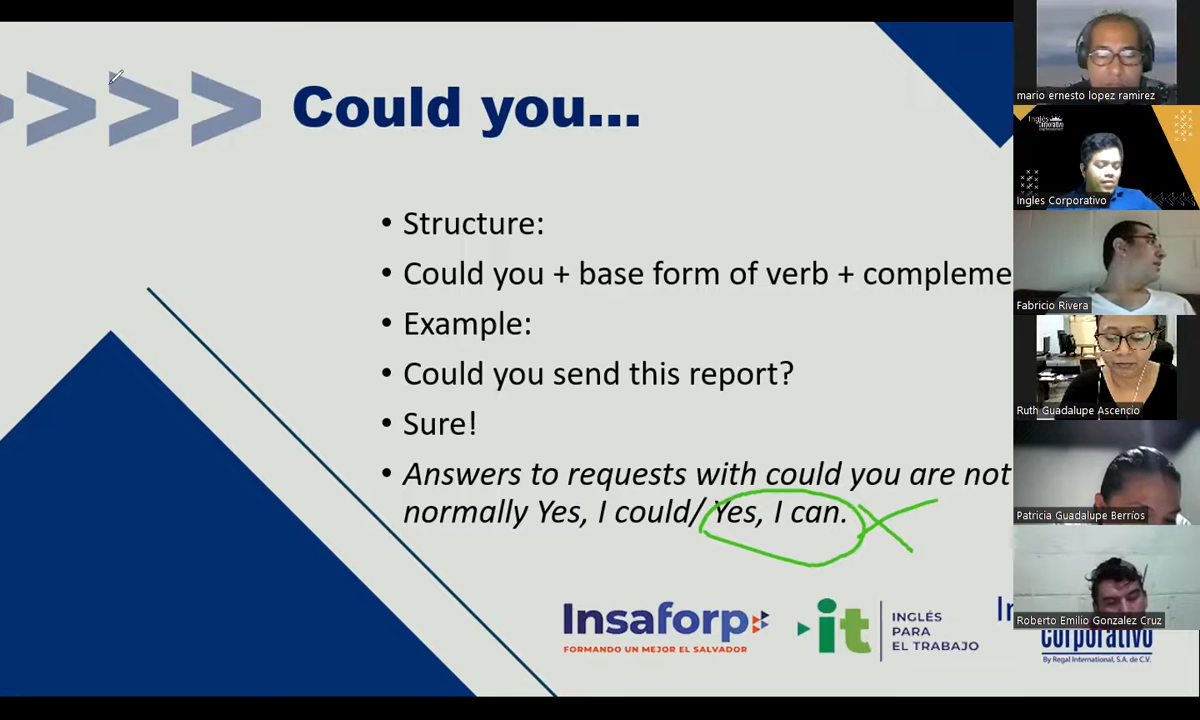 Could you...
• Structure:
• Could you + base form of verb + compleme
• Example:
• Could you send this report?
• Sure!
• Answers to requests with could you are not
normally Yes, I could/ Yes, I can.
Insaforp
FORMANDO UN MEJOR EL SALVADOR
it
INGLÉS
PARA
EL TRABAJO
corporativo
By Regal International, S.A. de C.V.
mario ernesto lopez ramirez
Inglés
corporativo
Ingles Corporativo
Fabricio Rivera
Ruth Guadalupe Ascencio
Patricia Guadalupe Berríos
Roberto Emilio Gonzalez Cruz